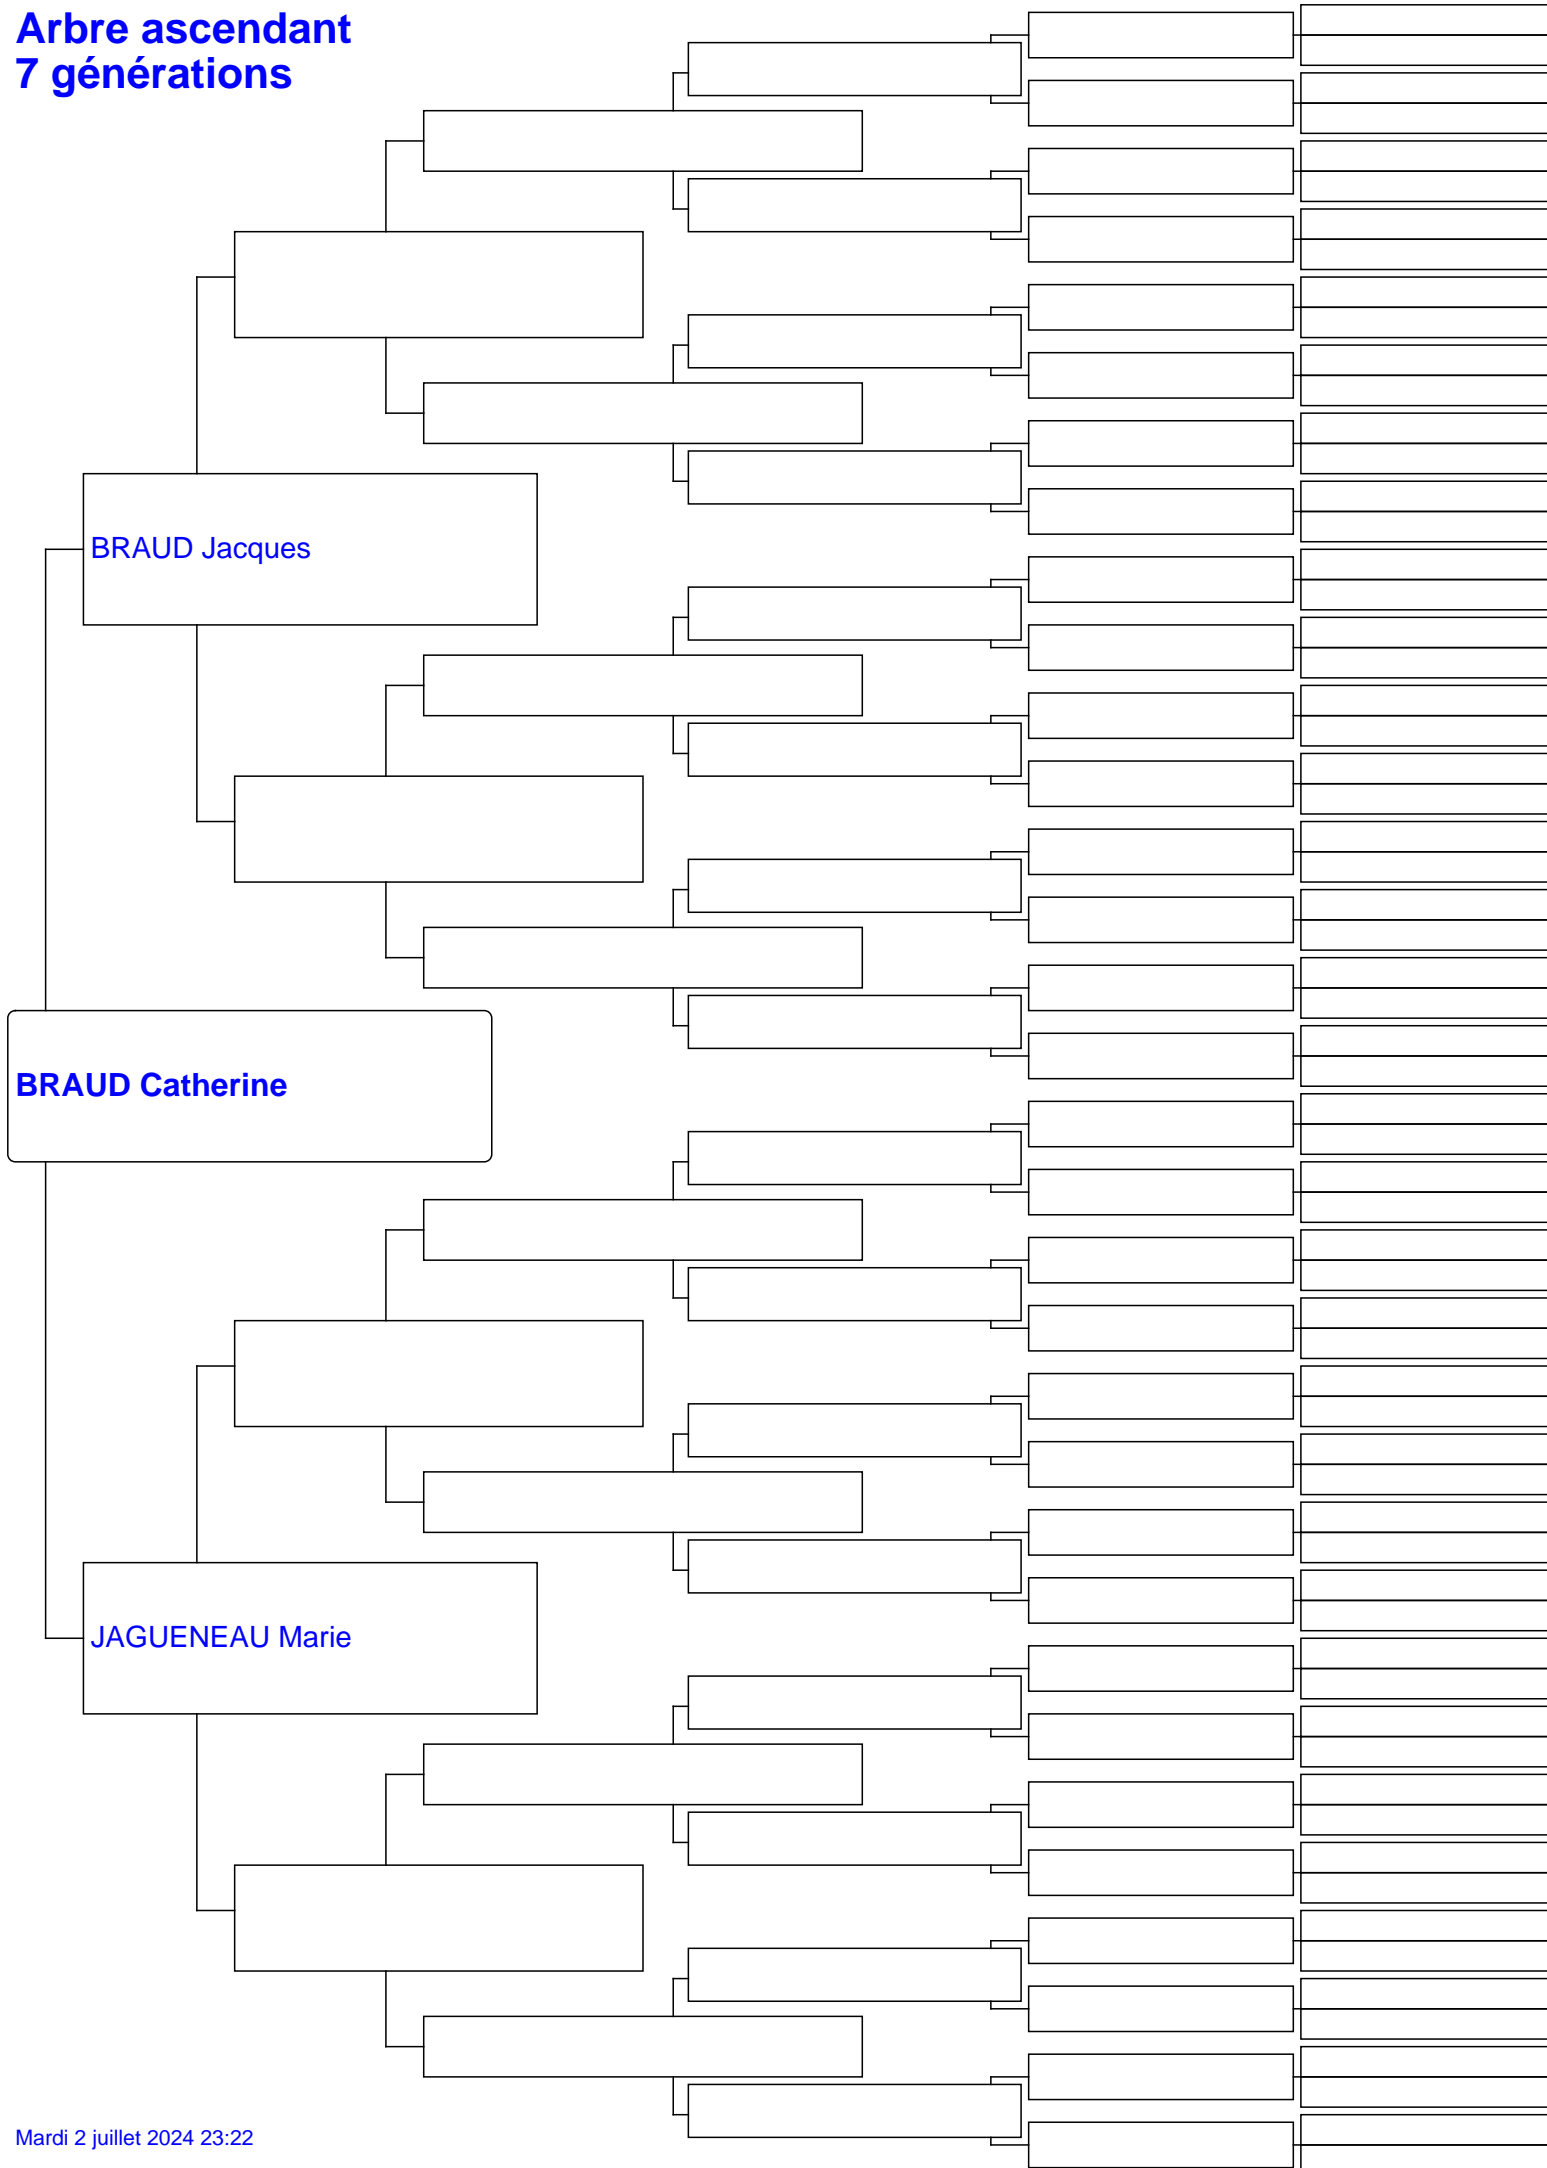 Arbre ascendant
7 générations
BRAUD Jacques
BRAUD Catherine
JAGUENEAU Marie
Mardi 2 juillet 2024 23:22